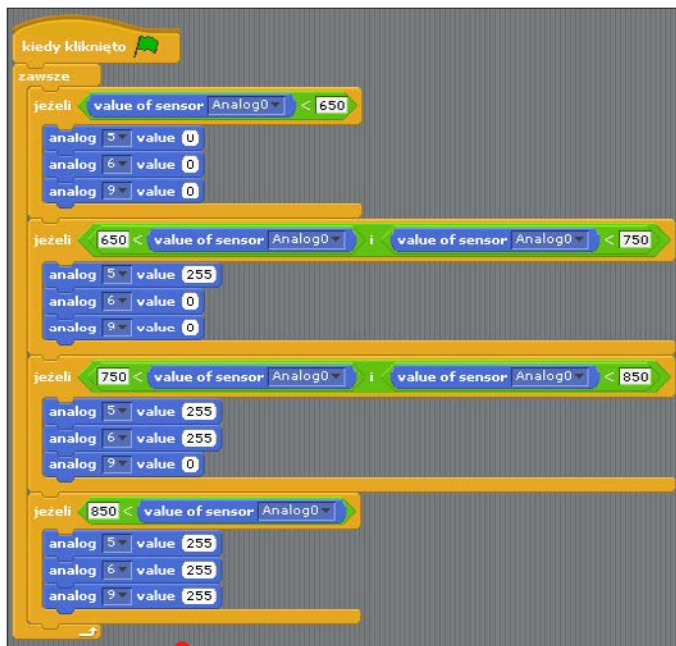 kiedy kliknięto
zawsze
jeżeli value of sensor Analog0 < 650
analog 5 value 0
analog 6 value 0
analog 9 value 0
jeżeli 650 < value of sensor Analog0 i value of sensor Analog0 < 750
analog 5 value 255
analog 6 value 0
analog 9 value 0
jeżeli 750 < value of sensor Analog0 i value of sensor Analog0 < 850
analog 5 value 255
analog 6 value 255
analog 9 value 0
jeżeli 850 < value of sensor Analog0
analog 5 value 255
analog 6 value 255
analog 9 value 255